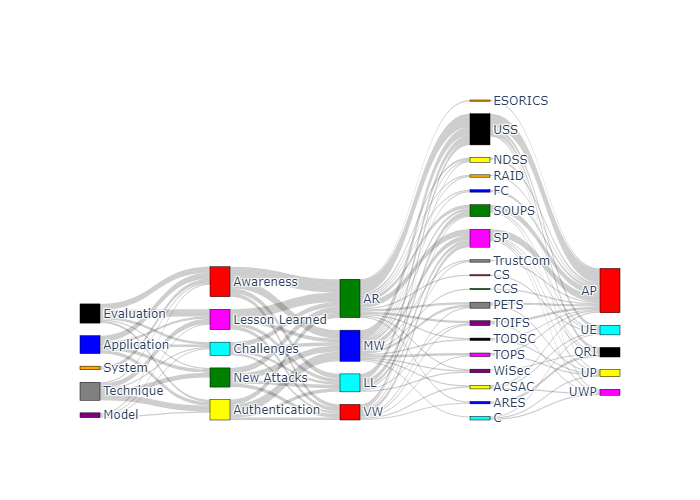 Evaluation
Application
System
Technique
Model
Awareness
Lesson Learned
Challenges
New Attacks
Authentication
AR
MW
LL
VW
ESORICS
USS
NDSS
RAID
FC
SOUPS
SP
TrustCom
CS
CCS
PETS
TOIFS
TODSC
TOPS
WiSec
ACSAC
ARES
C
AP
UE
QRI
UP
UWP